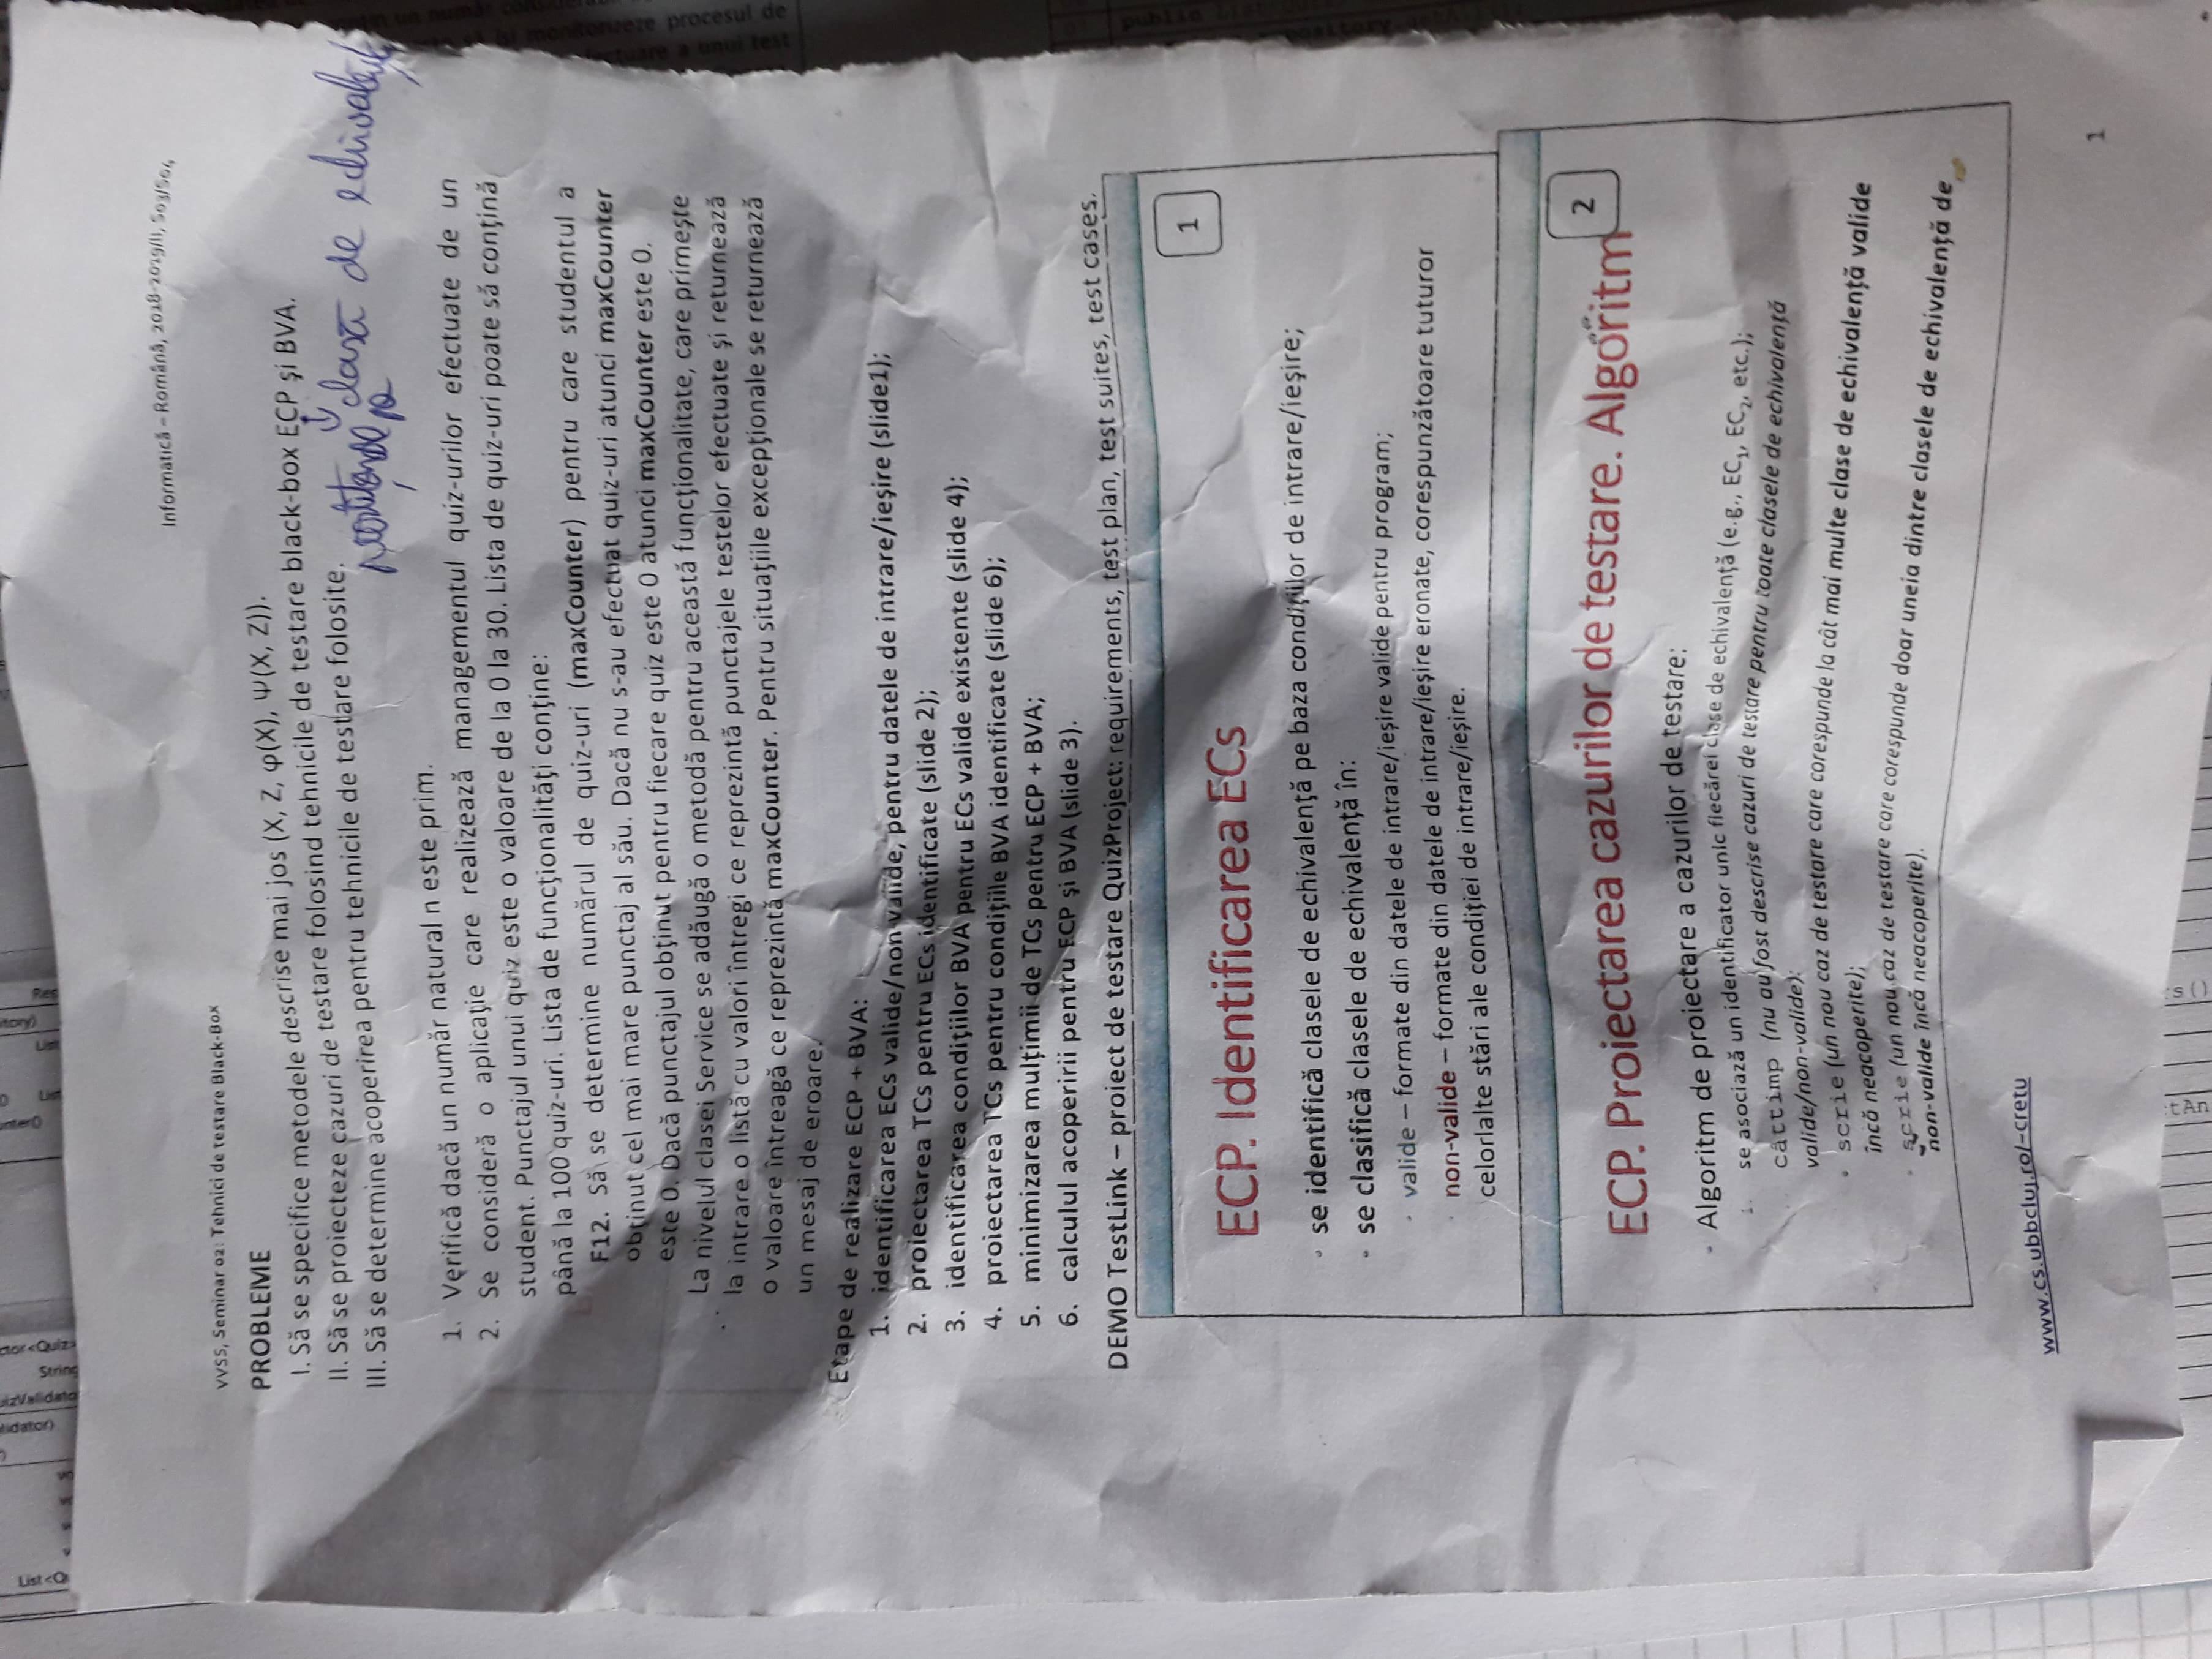 List <Q
vo
idator)
izValidato
String
ctor<Quiz>
unter()
List
itory)
Res
Informatică – Română, 2018-2019/II, S03/S04
VVSS, Seminar 02: Tehnici de testare Black-Box
PROBLEME
I. Să se specifice metodele descrise mai jos (X, Z, φ(X), Ψ(X, Z)).
II. Să se proiecteze cazuri de testare folosind tehnicile de testare black-box ECP şi BVA.
III. Să se determine acoperirea pentru tehnicile de testare folosite.
clasă de echivalență
1. Verifică dacă un număr natural n este prim.
2. Se consideră o aplicaţie care realizează managementul quiz-urilor efectuate de un
student. Punctajul unui quiz este o valoare de la 0 la 30. Lista de quiz-uri poate să conţină
până la 100 quiz-uri. Lista de funcţionalităţi conţine:
F12. Să se determine numărul de quiz-uri (maxCounter) pentru care studentul a
obţinut cel mai mare punctaj al său. Dacă nu s-au efectuat quiz-uri atunci maxCounter
este 0. Dacă punctajul obţinut pentru fiecare quiz este 0 atunci maxCounter este 0.
La nivelul clasei Service se adăugă o metodă pentru această funcţionalitate, care primeşte
la intrare o listă cu valori întregi ce reprezintă punctajele testelor efectuate şi returnează
o valoare întreagă ce reprezintă maxCounter. Pentru situaţiile excepţionale se returnează
un mesaj de eroare.
Etape de realizare ECP + BVA:
1. identificarea ECs valide/non-valide, pentru datele de intrare/ieşire (slide1);
2. proiectarea TCs pentru ECs identificate (slide 2);
3. identificarea condiţiilor BVA pentru ECs valide existente (slide 4);
4. proiectarea TCs pentru condiţiile BVA identificate (slide 6);
5. minimizarea mulţimii de TCs pentru ECP + BVA;
6. calculul acoperirii pentru ECP şi BVA (slide 3).
DEMO TestLink – proiect de testare QuizProject: requirements, test plan, test suites, test cases.
1
ECP. Identificarea ECs
• se identifică clasele de echivalenţă pe baza condiţiilor de intrare/ieşire;
• se clasifică clasele de echivalenţă în:
• valide – formate din datele de intrare/ieşire valide pentru program;
• non-valide – formate din datele de intrare/ieşire eronate, corespunzătoare tuturor
celorlalte stări ale condiţiei de intrare/ieşire.
2
ECP. Proiectarea cazurilor de testare. Algoritm
• Algoritm de proiectare a cazurilor de testare:
1. se asociază un identificator unic fiecărei clase de echivalenţă (e.g., EC1, EC2, etc.);
câttimp (nu au fost descrise cazuri de testare pentru toate clasele de echivalenţă
valide/non-valide):
• scrie (un nou caz de testare care corespunde la cât mai multe clase de echivalenţă valide
încă neacoperite);
• scrie (un nou caz de testare care corespunde doar uneia dintre clasele de echivalenţă de
non-valide încă neacoperite).
www.cs.ubbcluj.ro/~cretu
1
tAn
s()